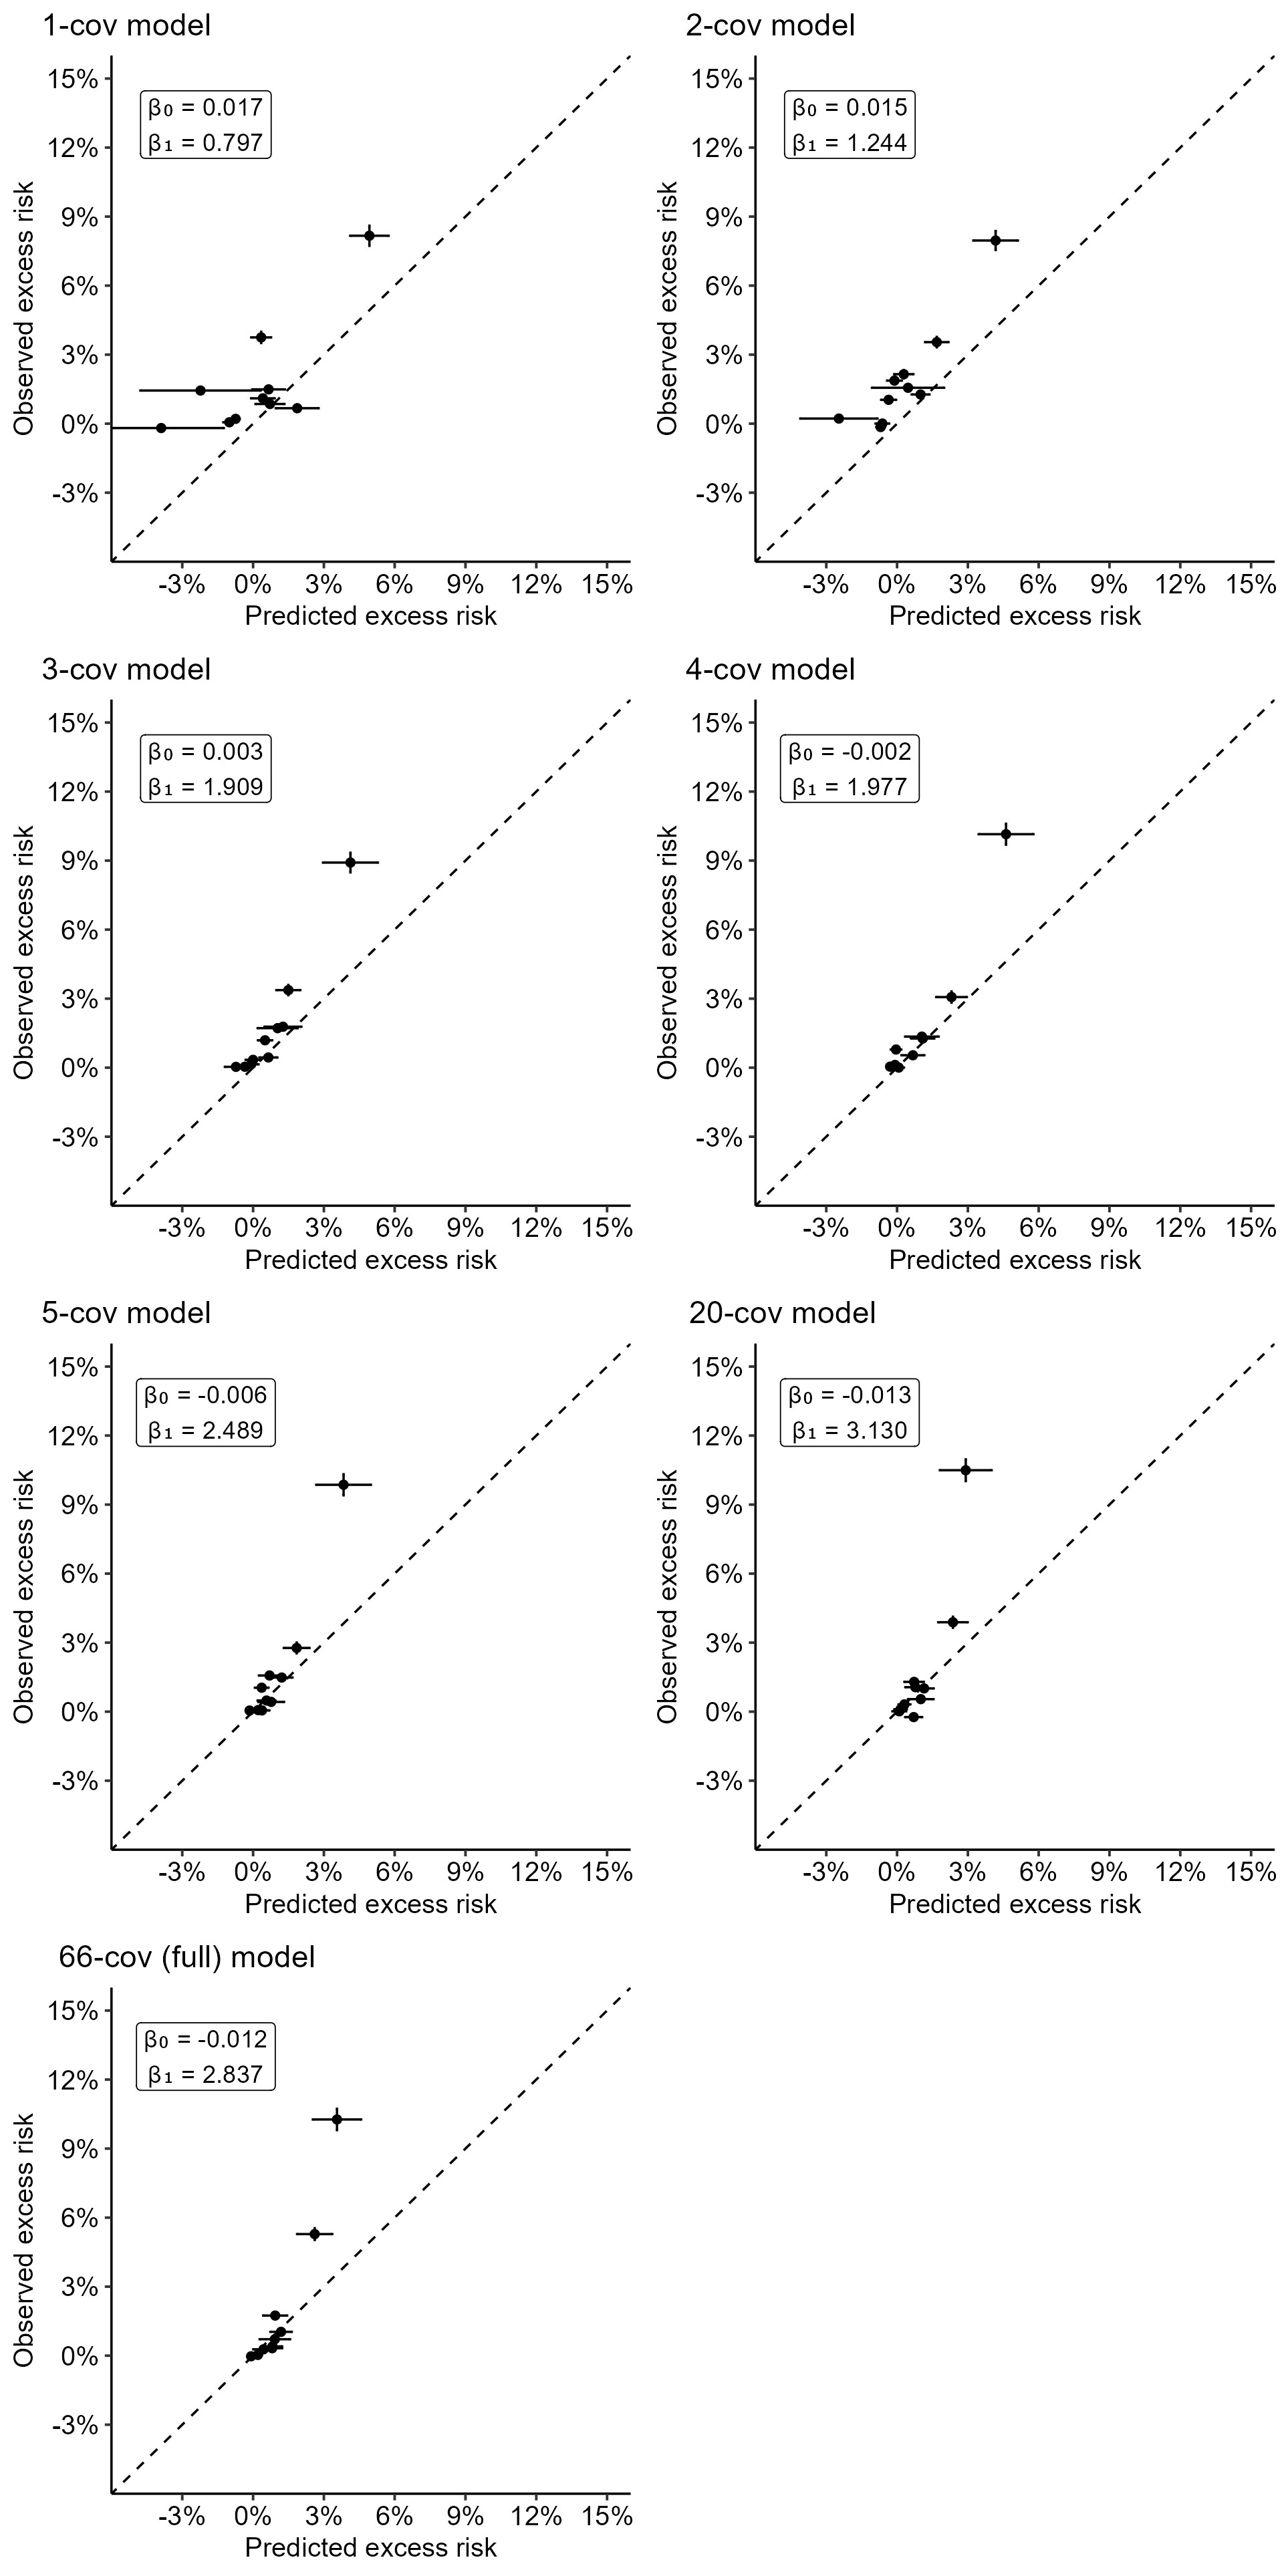 1-cov model
β₀ = 0.017
β₁ = 0.797
15%
12%
9%
6%
3%
0%
-3%
Observed excess risk
-3% 0% 3% 6% 9% 12% 15%
Predicted excess risk
2-cov model
β₀ = 0.015
β₁ = 1.244
15%
12%
9%
6%
3%
0%
-3%
Observed excess risk
-3% 0% 3% 6% 9% 12% 15%
Predicted excess risk
3-cov model
β₀ = 0.003
β₁ = 1.909
15%
12%
9%
6%
3%
0%
-3%
Observed excess risk
-3% 0% 3% 6% 9% 12% 15%
Predicted excess risk
4-cov model
β₀ = -0.002
β₁ = 1.977
15%
12%
9%
6%
3%
0%
-3%
Observed excess risk
-3% 0% 3% 6% 9% 12% 15%
Predicted excess risk
5-cov model
β₀ = -0.006
β₁ = 2.489
15%
12%
9%
6%
3%
0%
-3%
Observed excess risk
-3% 0% 3% 6% 9% 12% 15%
Predicted excess risk
20-cov model
β₀ = -0.013
β₁ = 3.130
15%
12%
9%
6%
3%
0%
-3%
Observed excess risk
-3% 0% 3% 6% 9% 12% 15%
Predicted excess risk
66-cov (full) model
β₀ = -0.012
β₁ = 2.837
15%
12%
9%
6%
3%
0%
-3%
Observed excess risk
-3% 0% 3% 6% 9% 12% 15%
Predicted excess risk